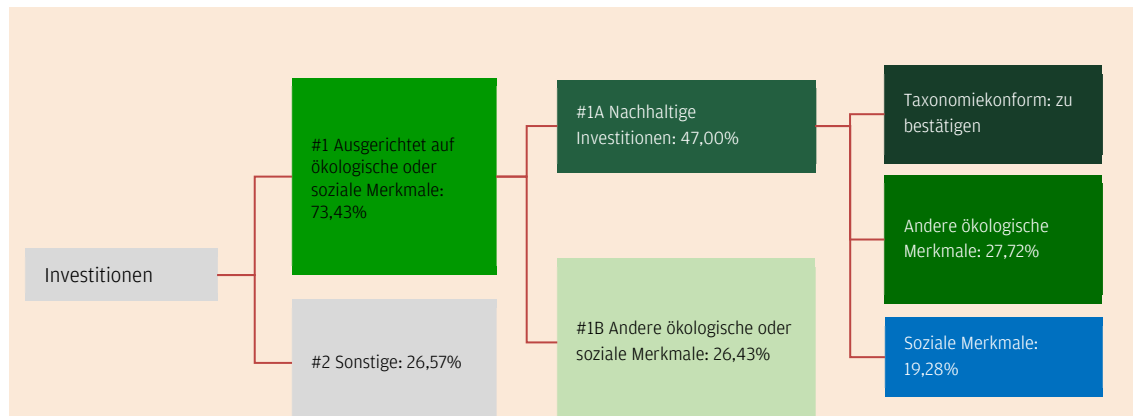 Investitionen
#1 Ausgerichtet auf
ökologische oder
soziale Merkmale:
73,43%
#2 Sonstige: 26,57%
#1A Nachhaltige
Investitionen: 47,00%
#1B Andere ökologische oder
soziale Merkmale: 26,43%
Taxonomiekonform: zu
bestätigen
Andere ökologische
Merkmale: 27,72%
Soziale Merkmale:
19,28%